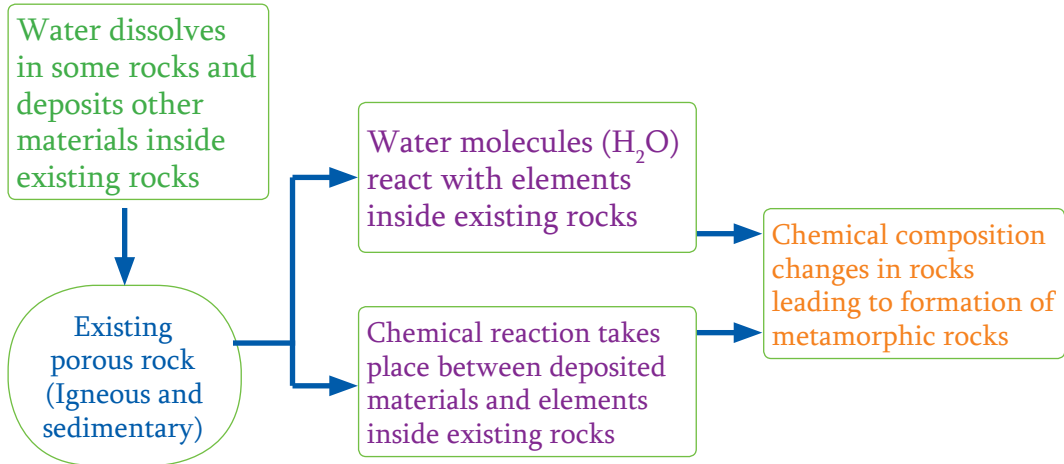 Water dissolves
in some rocks and
deposits other
materials inside
existing rocks
Existing
porous rock
(Igneous and
sedimentary)
Water molecules (H₂O)
react with elements
inside existing rocks
Chemical reaction takes
place between deposited
materials and elements
inside existing rocks
Chemical composition
changes in rocks
leading to formation of
metamorphic rocks